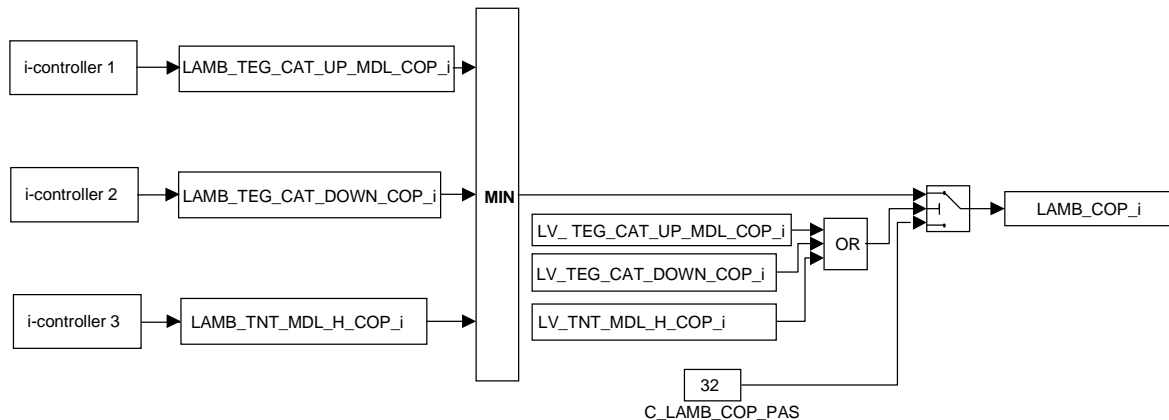 i-controller 1
LAMB_TEG_CAT_UP_MDL_COP_i
i-controller 2
LAMB_TEG_CAT_DOWN_COP_i
MIN
LAMB_COP_i
LV_ TEG_CAT_UP_MDL_COP_i
OR
LV_TEG_CAT_DOWN_COP_i
i-controller 3
LAMB_TNT_MDL_H_COP_i
LV_TNT_MDL_H_COP_i
32
C_LAMB_COP_PAS